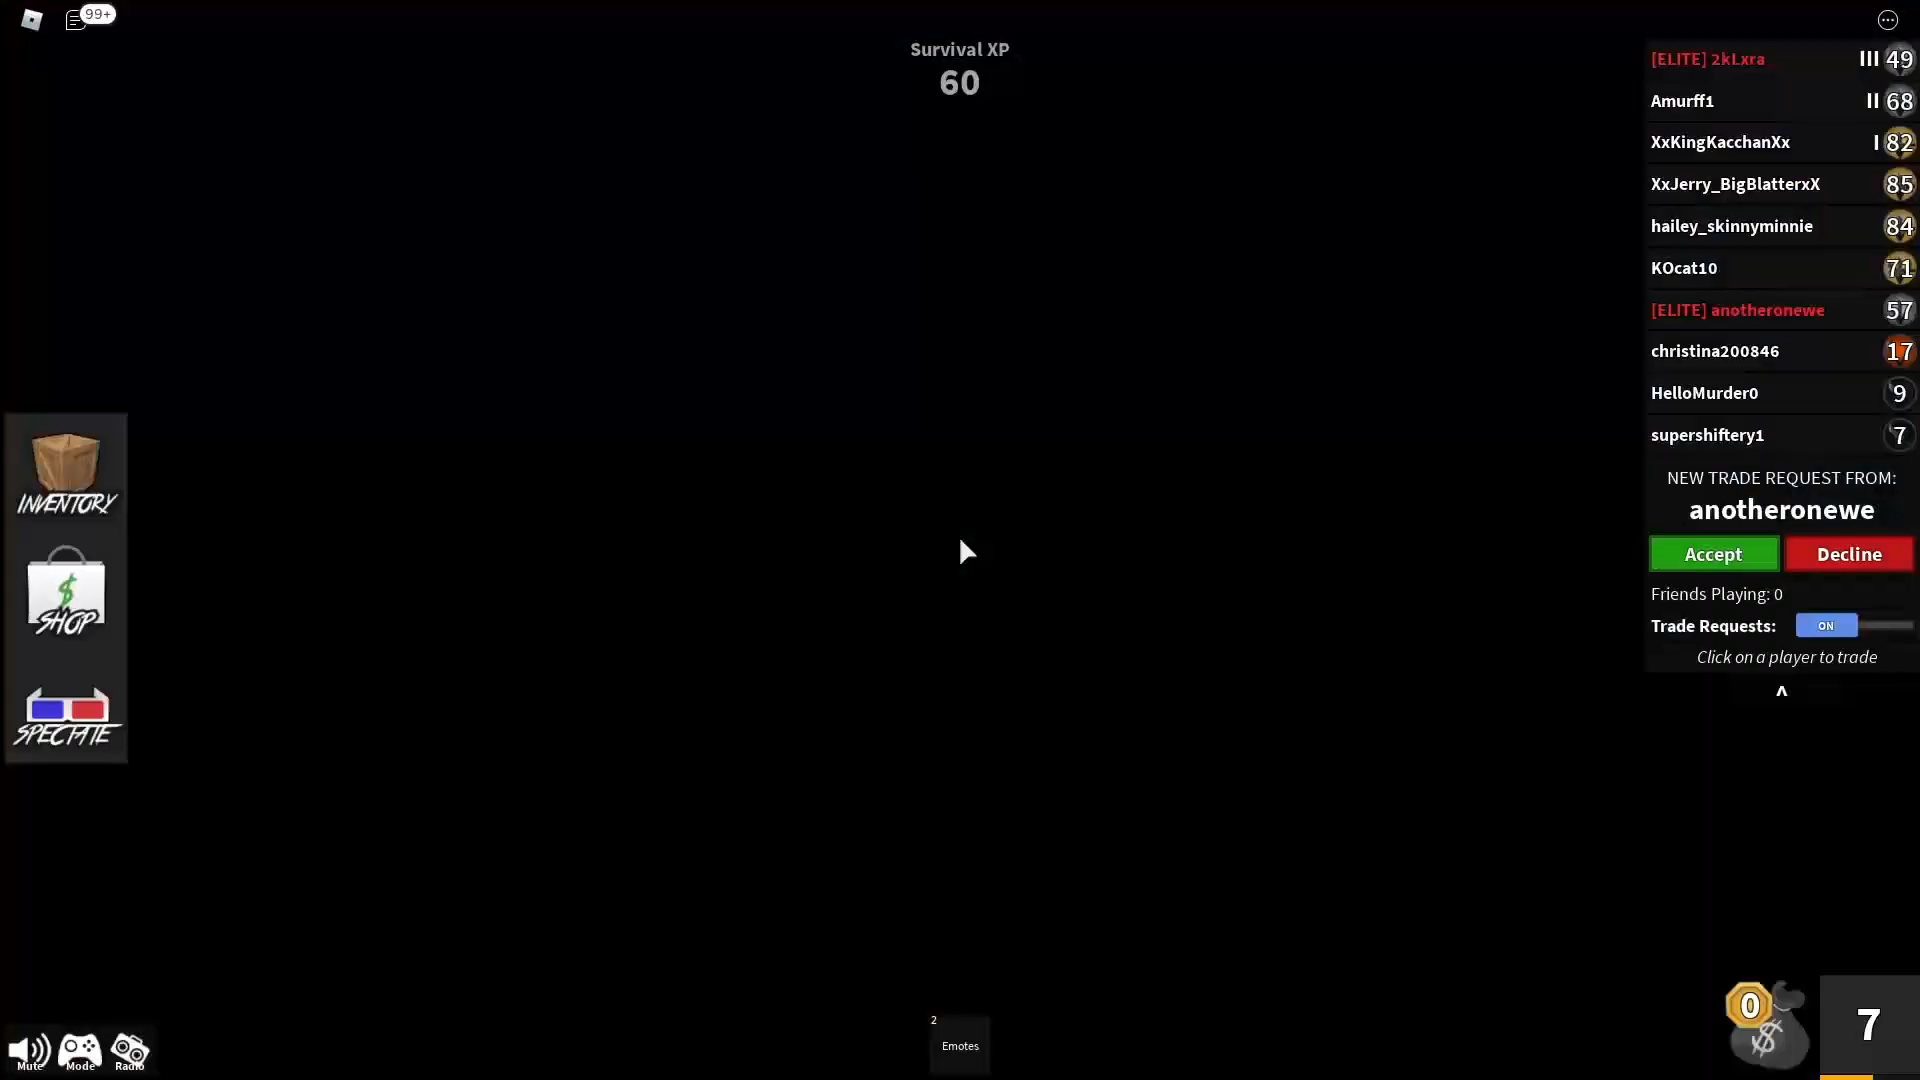 99+
Survival XP
60
[ELITE] 2kLxra III 49
Amurff1 II 68
XxKingKacchanXx I 82
XxJerry_BigBlatterxX 85
hailey_skinnyminnie 84
KOcat10 71
[ELITE] anotheronewe 57
christina200846 17
HelloMurder0 9
supershiftery1 7
NEW TRADE REQUEST FROM:
anotheronewe
Accept Decline
Friends Playing: 0
Trade Requests: ON
Click on a player to trade
INVENTORY
$
SHOP
SPECTATE
Mute Mode Radio
2
Emotes
0
$
7